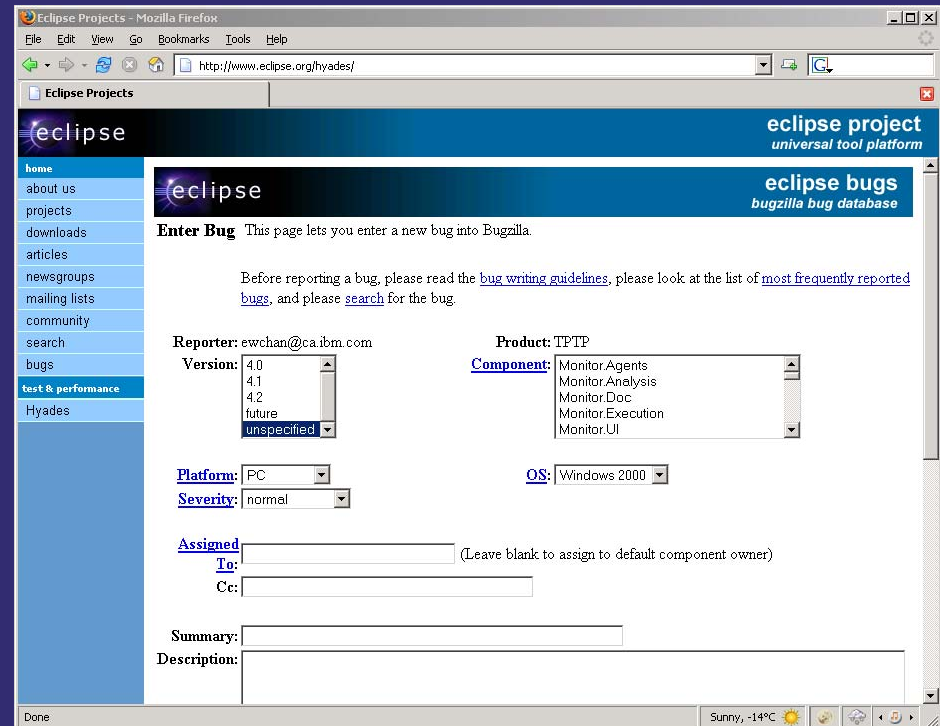 Eclipse Projects - Mozilla Firefox
File Edit View Go Bookmarks Tools Help
http://www.eclipse.org/hyades/
G
Eclipse Projects
eclipse
eclipse project
universal tool platform
home
about us
projects
downloads
articles
newsgroups
mailing lists
community
search
bugs
test & performance
Hyades
eclipse
eclipse bugs
bugzilla bug database
Enter Bug This page lets you enter a new bug into Bugzilla.
Before reporting a bug, please read the bug writing guidelines, please look at the list of most frequently reported
bugs, and please search for the bug.
Reporter: ewchan@ca.ibm.com Product: TPTP
Version: 4.0
4.1
4.2
future
unspecified
Component: Monitor.Agents
Monitor.Analysis
Monitor.Doc
Monitor.Execution
Monitor.UI
Platform: PC OS: Windows 2000
Severity: normal
Assigned
To: (Leave blank to assign to default component owner)
Cc:
Summary:
Description:
Done Sunny, -14°C